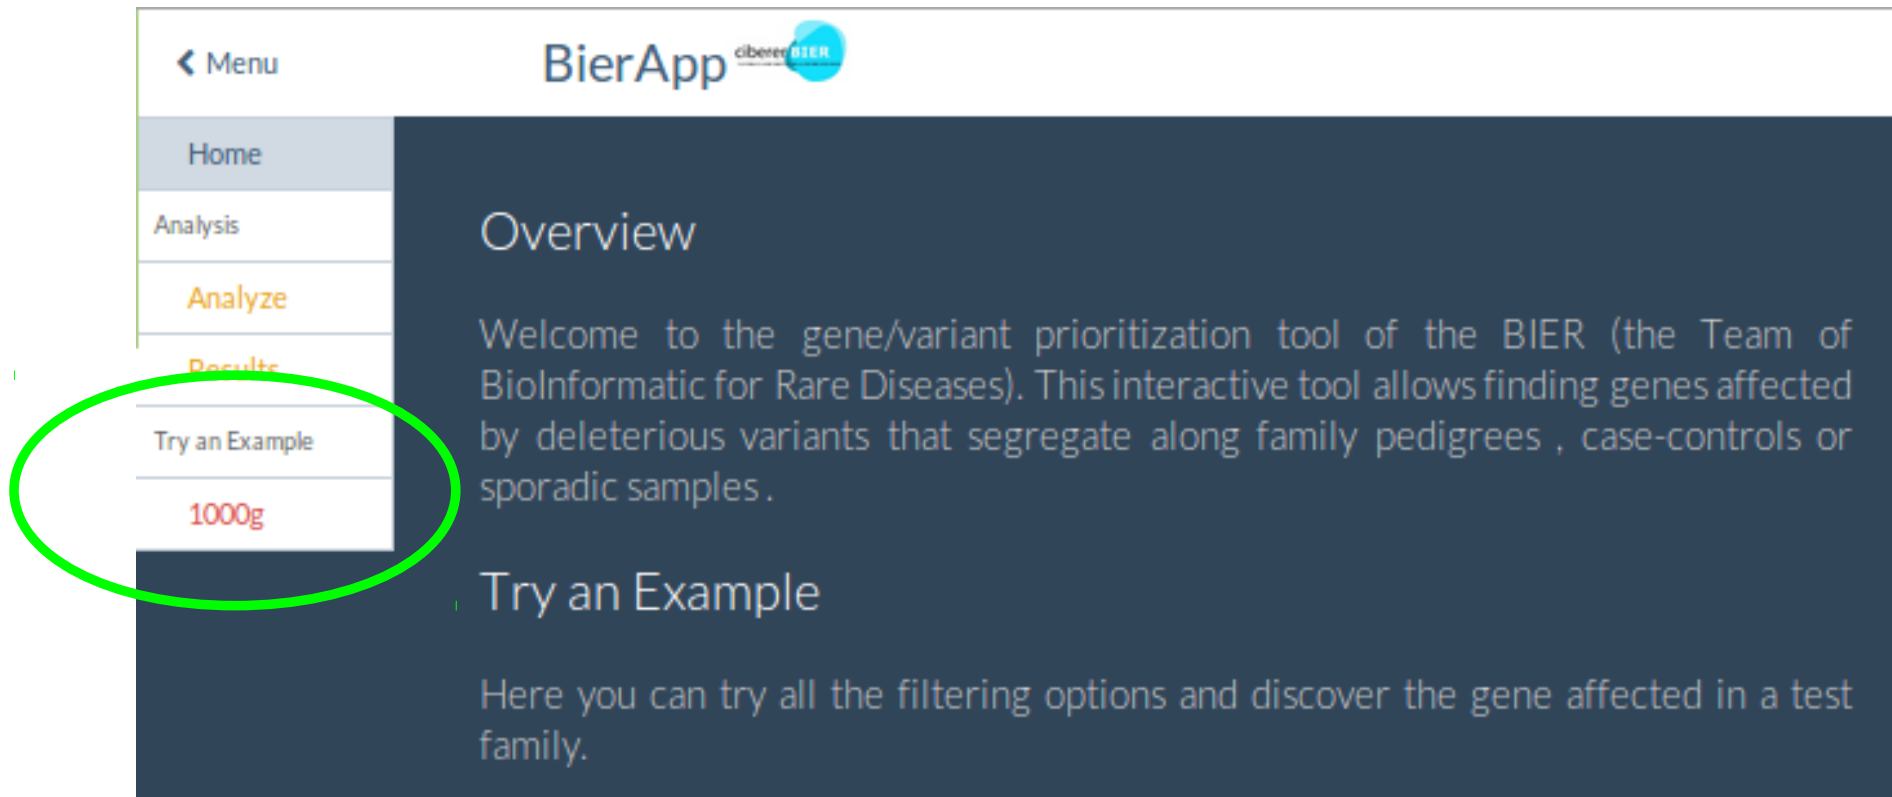 Menu
BierApp
ciberer BIER
Home
Analysis
Analyze
Results
Try an Example
1000g
Overview
Welcome to the gene/variant prioritization tool of the BIER (the Team of
BioInformatic for Rare Diseases). This interactive tool allows finding genes affected
by deleterious variants that segregate along family pedigrees , case-controls or
sporadic samples .
Try an Example
Here you can try all the filtering options and discover the gene affected in a test
family.